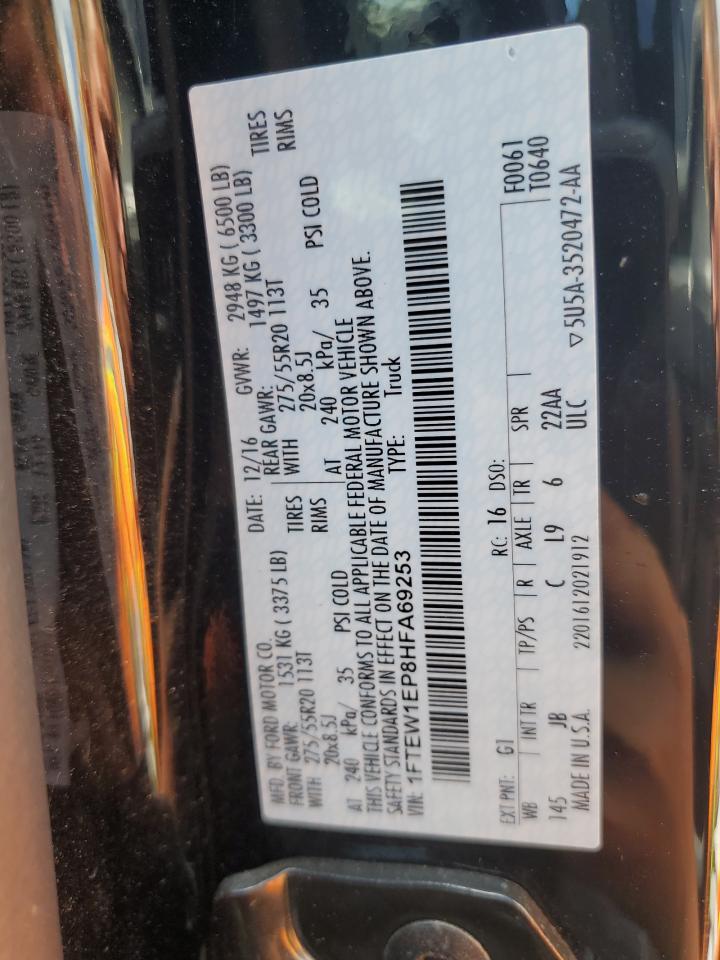 MFD. BY FORD MOTOR CO. DATE: 12/16 GVWR: 2948 KG ( 6500 LB)
FRONT GAWR: 1531 KG ( 3375 LB) REAR GAWR: 1497 KG ( 3300 LB)
WITH 275/55R20 113T TIRES WITH 275/55R20 113T TIRES
20x8.5J RIMS 20x8.5J RIMS
AT 240 kPa/ 35 PSI COLD AT 240 kPa/ 35 PSI COLD
THIS VEHICLE CONFORMS TO ALL APPLICABLE FEDERAL MOTOR VEHICLE
SAFETY STANDARDS IN EFFECT ON THE DATE OF MANUFACTURE SHOWN ABOVE.
VIN: 1FTEW1EP8HFA69253 TYPE: Truck
EXT PNT: G1 RC: 16 DSO: F0061
WB INT TR TP/PS R AXLE TR SPR T0640
145 JB C L9 6 22AA
MADE IN U.S.A. 2201612021912 ULC ▽5U5A-3520472-AA